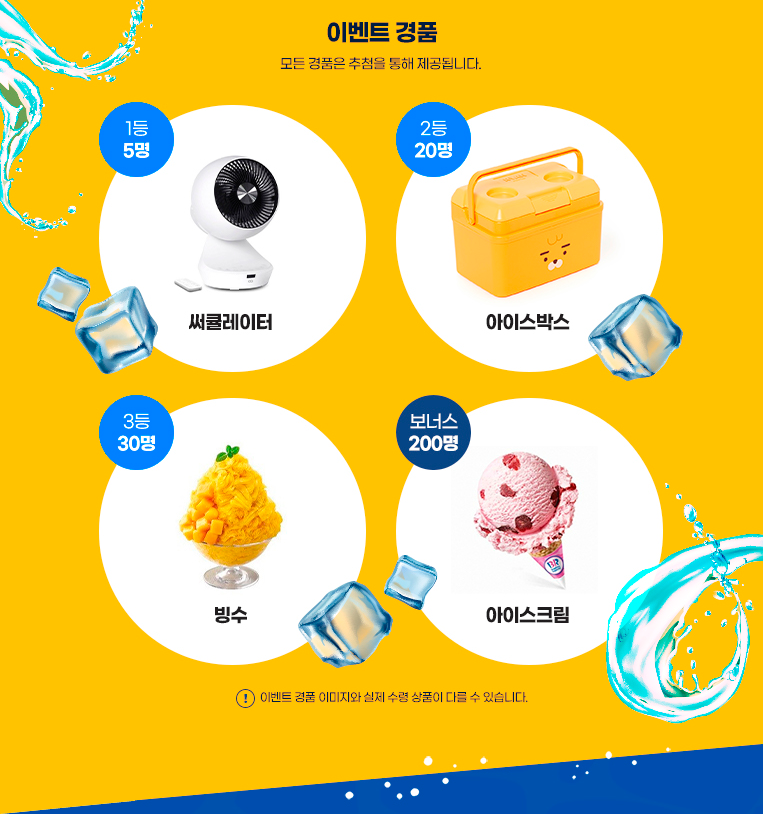 이벤트 경품
모든 경품은 추첨을 통해 제공됩니다.
1등
5명
써큘레이터
2등
20명
아이스박스
3등
30명
빙수
보너스
200명
BR
아이스크림
! 이벤트 경품 이미지와 실제 수령 상품이 다를 수 있습니다.